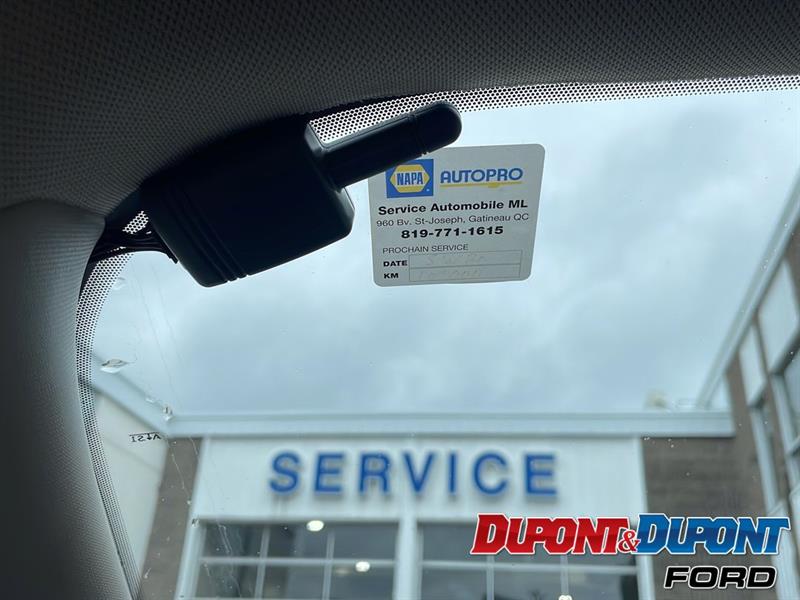 NAPA AUTOPRO
Service Automobile ML
960 Bv. St-Joseph, Gatineau QC
819-771-1615
PROCHAIN SERVICE
DATE
KM
SERVICE
DUPONT & DUPONT
FORD